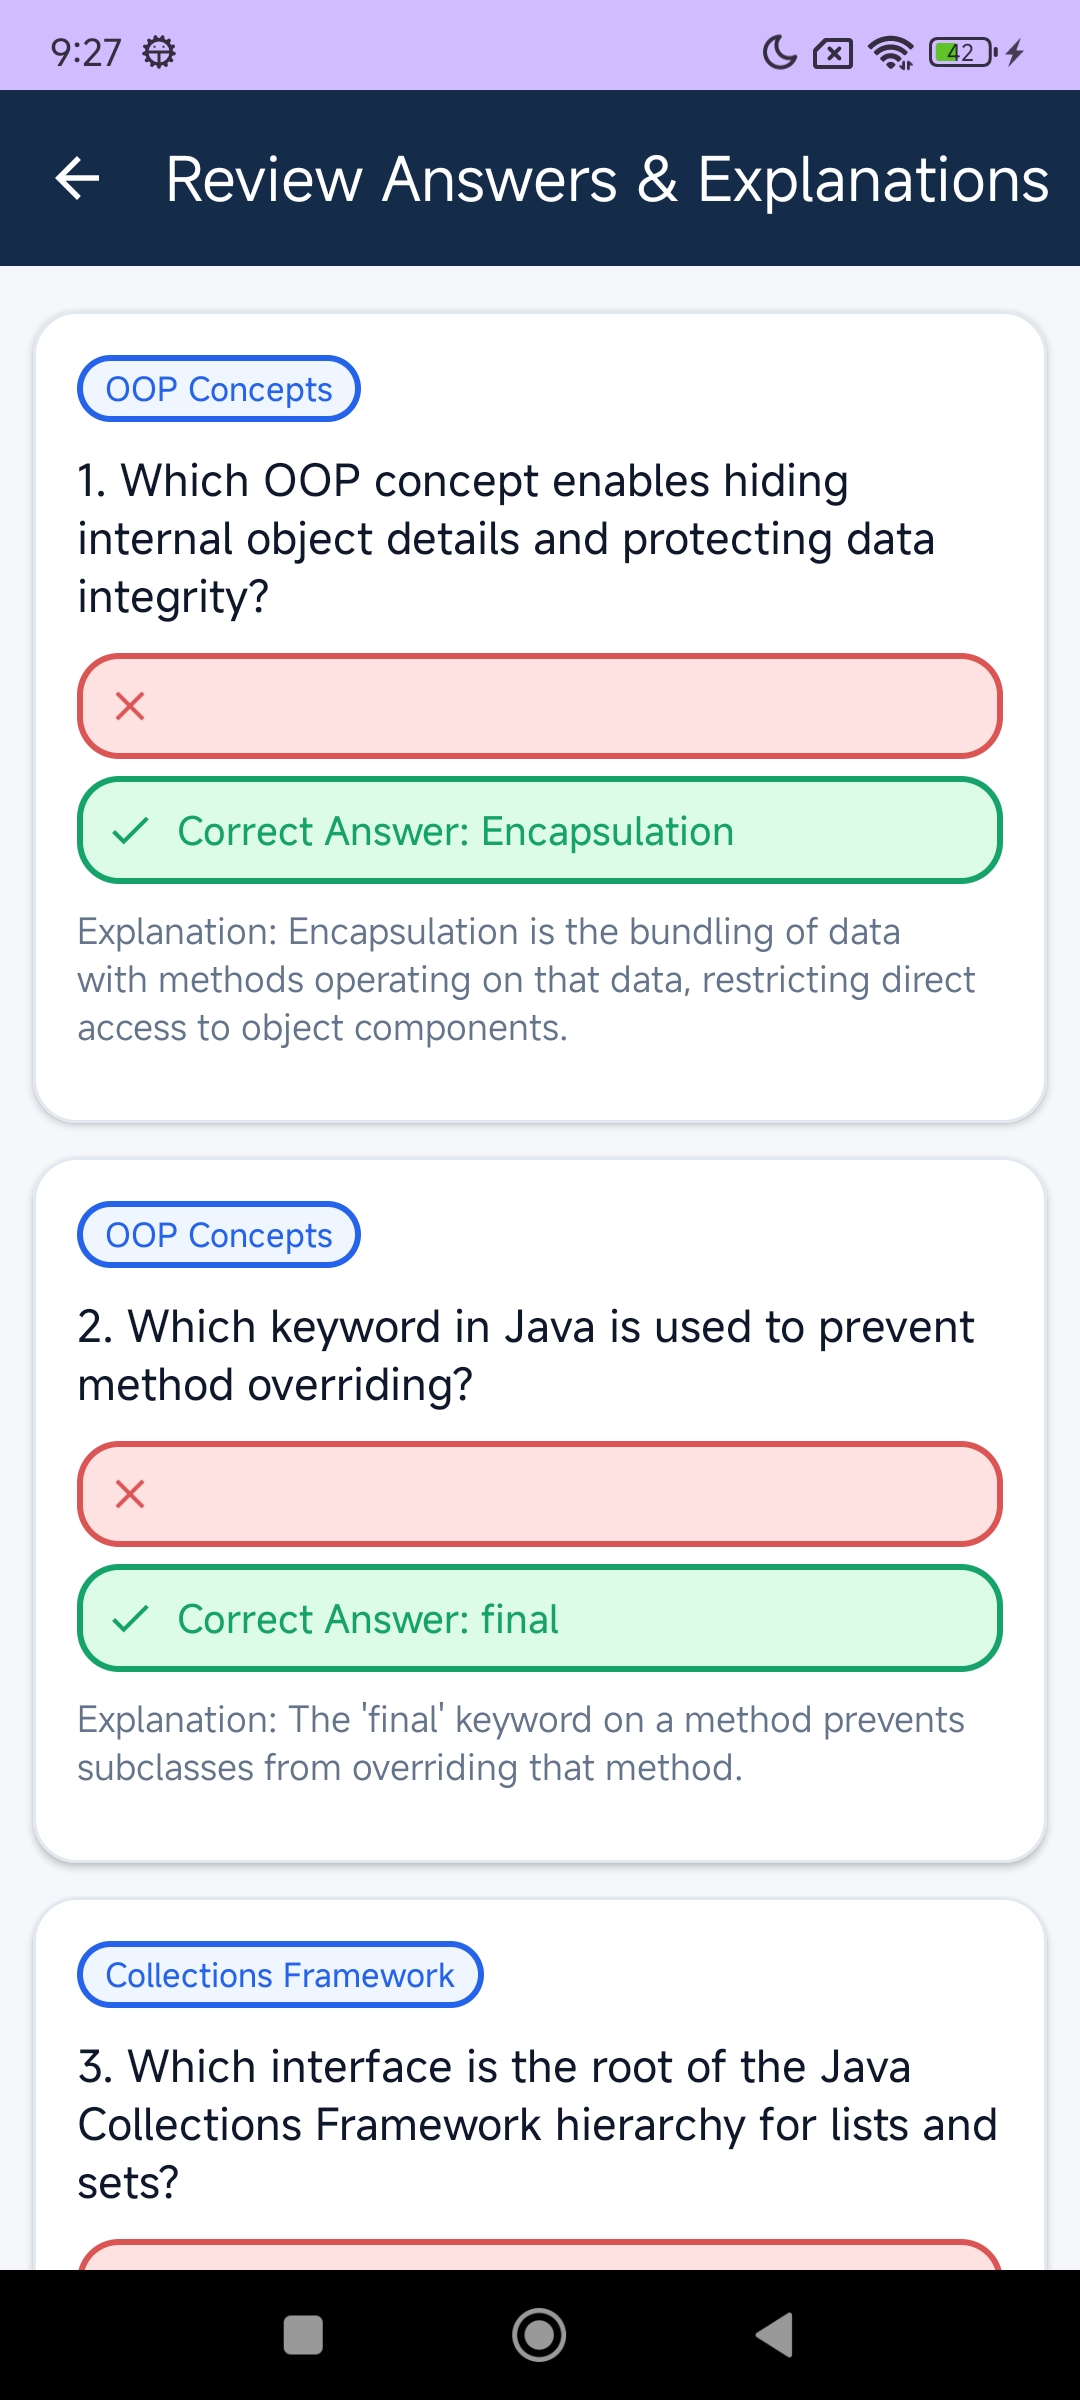 9:27
42
Review Answers & Explanations
OOP Concepts
1. Which OOP concept enables hiding
internal object details and protecting data
integrity?
Correct Answer: Encapsulation
Explanation: Encapsulation is the bundling of data
with methods operating on that data, restricting direct
access to object components.
OOP Concepts
2. Which keyword in Java is used to prevent
method overriding?
Correct Answer: final
Explanation: The 'final' keyword on a method prevents
subclasses from overriding that method.
Collections Framework
3. Which interface is the root of the Java
Collections Framework hierarchy for lists and
sets?